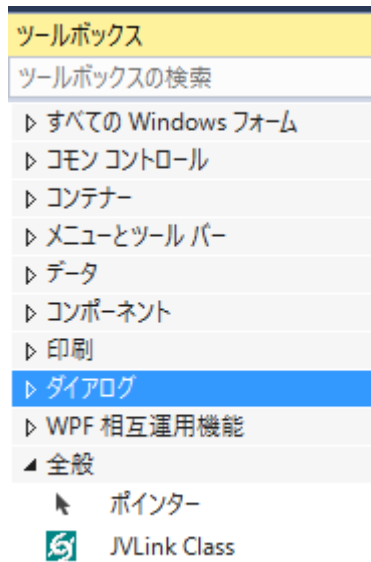 ツールボックス
ツールボックスの検索
すべての Windows フォーム
コモン コントロール
コンテナー
メニューとツール バー
データ
コンポーネント
印刷
ダイアログ
WPF 相互運用機能
全般
ポインター
JVLink Class